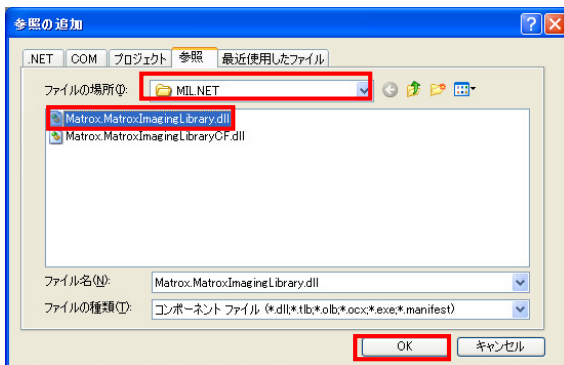 参照の追加
.NET COM プロジェクト 参照 最近使用したファイル
ファイルの場所(I): MIL.NET
Matrox.MatroxImagingLibrary.dll
Matrox.MatroxImagingLibraryCF.dll
ファイル名(N): Matrox.MatroxImagingLibrary.dll
ファイルの種類(T): コンポーネント ファイル (*.dll;*.tlb;*.olb;*.ocx;*.exe;*.manifest)
OK キャンセル